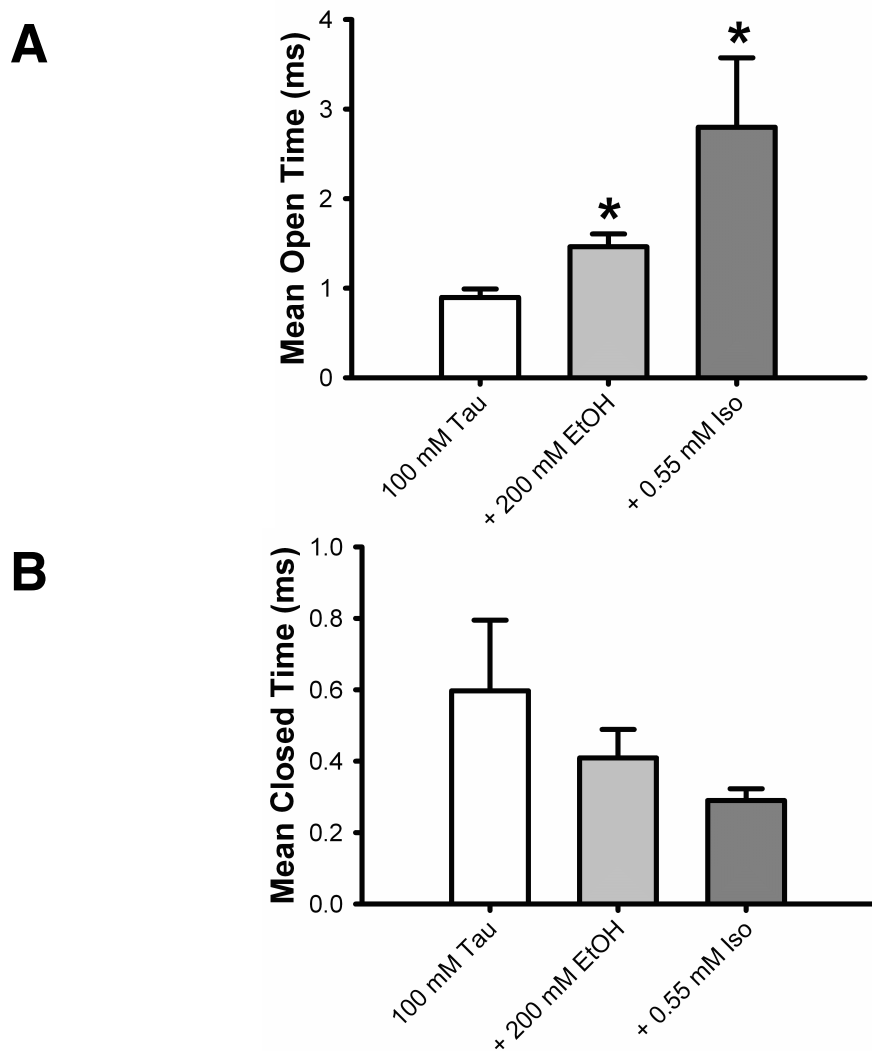 A
Mean Open Time (ms)
4
3
2
1
0
*
*
100 mM Tau
+ 200 mM EtOH
+ 0.55 mM Iso
B
Mean Closed Time (ms)
1.0
0.8
0.6
0.4
0.2
0.0
100 mM Tau
+ 200 mM EtOH
+ 0.55 mM Iso